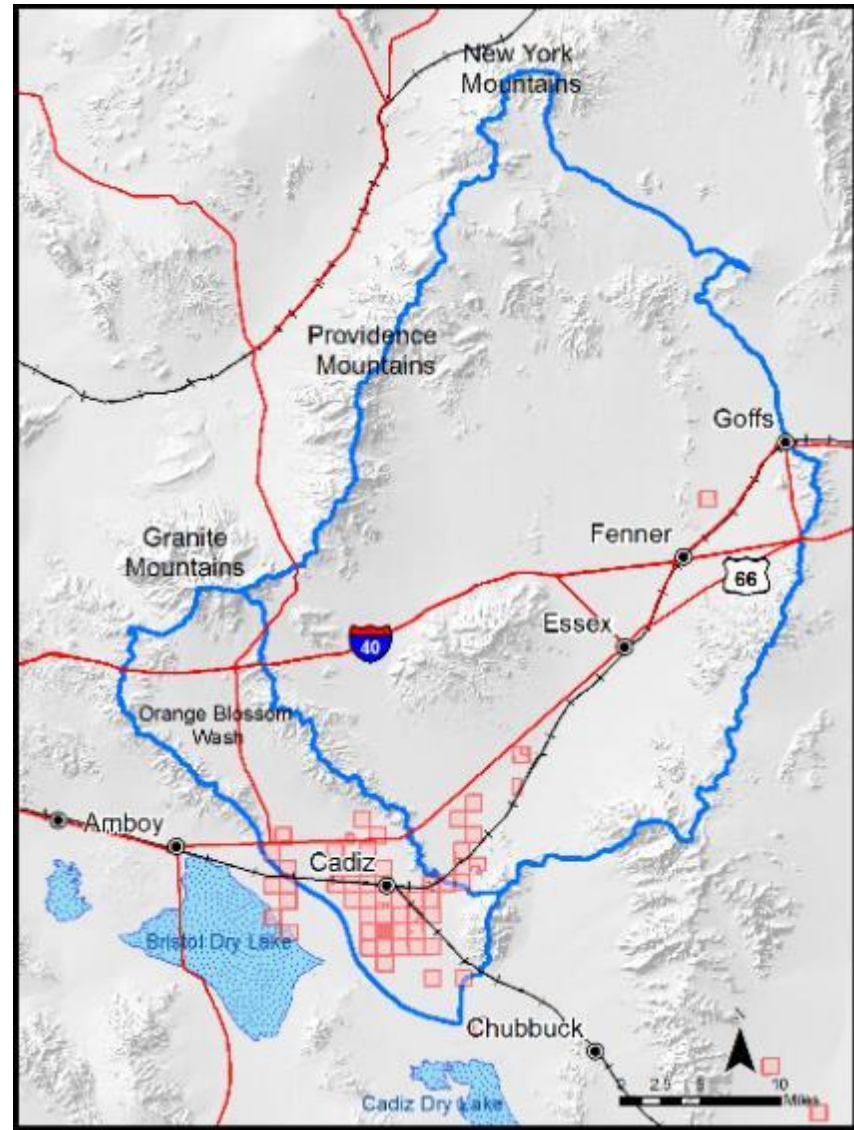 New York
Mountains
Providence
Mountains
Goffs
Granite
Mountains
Fenner
66
Essex
40
Orange Blossom
Wash
Amboy
Cadiz
Bristol Dry Lake
Chubbuck
Cadiz Dry Lake
0 2.5 5 10
Miles